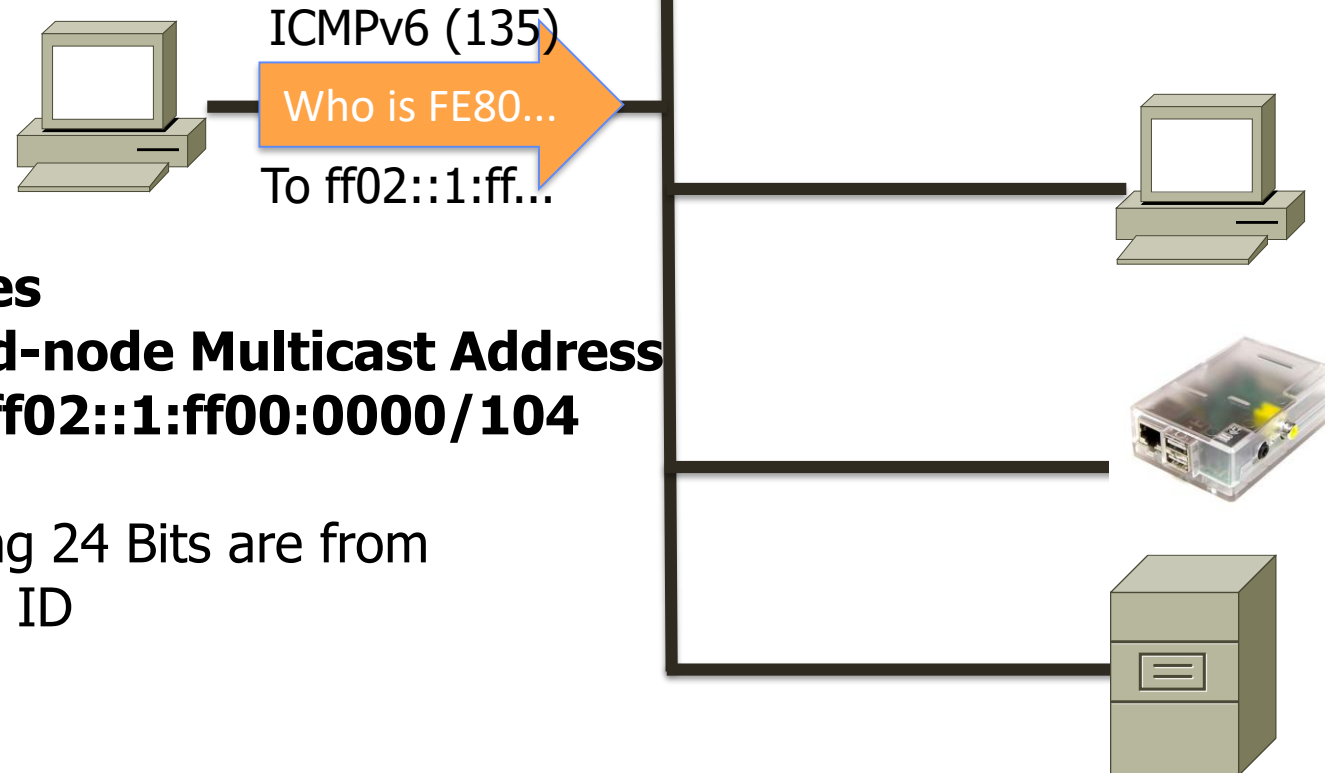 ICMPv6 (135)
Who is FE80...
To ff02::1:ff...
es
d-node Multicast Address
ff02::1:ff00:0000/104
ng 24 Bits are from
ID